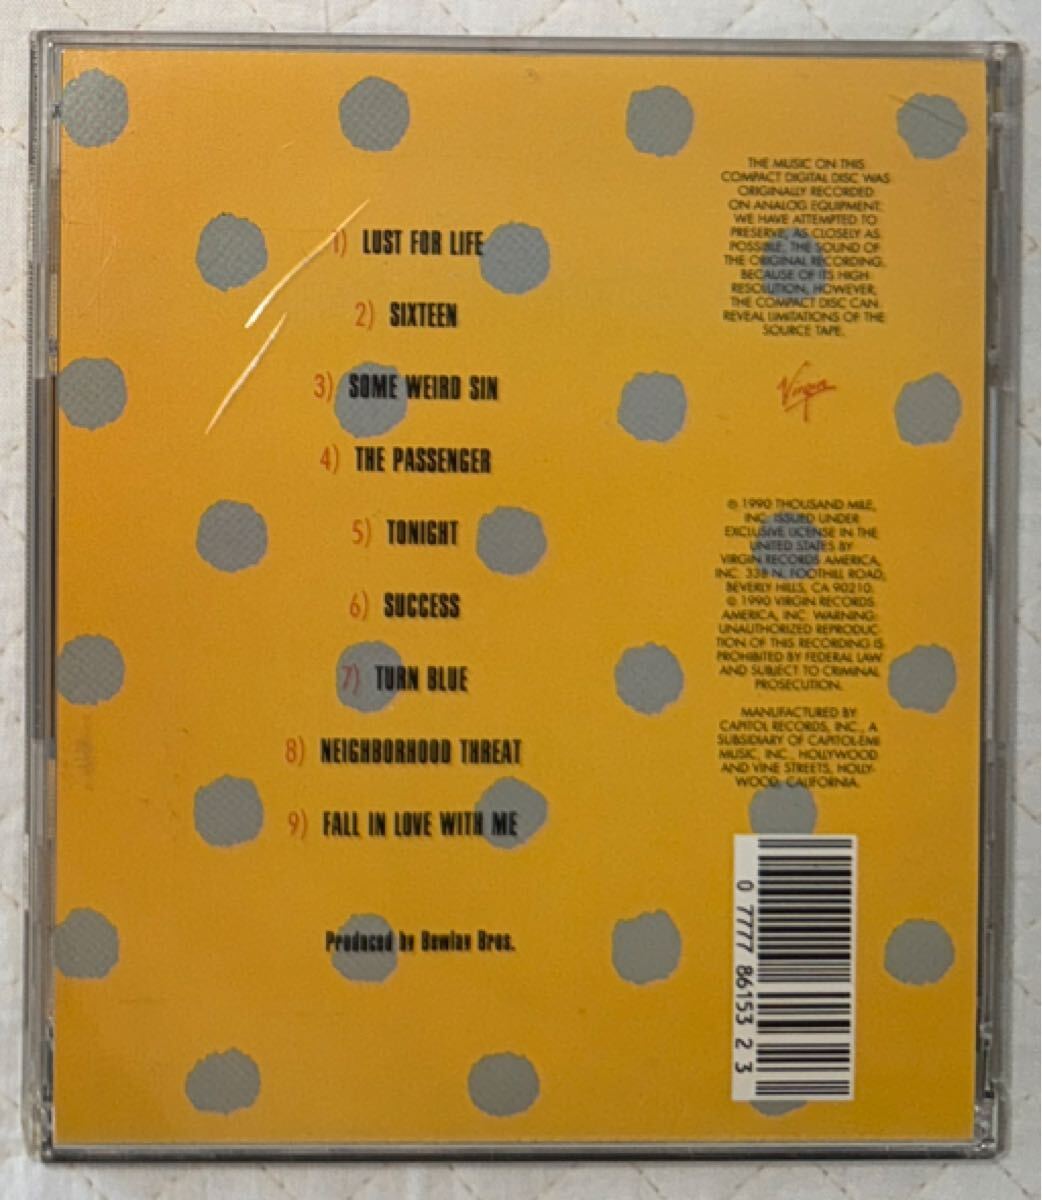 1) LUST FOR LIFE
2) SIXTEEN
3) SOME WEIRD SIN
4) THE PASSENGER
5) TONIGHT
6) SUCCESS
7) TURN BLUE
8) NEIGHBORHOOD THREAT
9) FALL IN LOVE WITH ME
Produced by Bewlay Bros.
THE MUSIC ON THIS
COMPACT DIGITAL DISC WAS
ORIGINALLY RECORDED
ON ANALOG EQUIPMENT.
WE HAVE ATTEMPTED TO
PRESERVE, AS CLOSELY AS
POSSIBLE, THE SOUND OF
THE ORIGINAL RECORDING.
BECAUSE OF ITS HIGH
RESOLUTION, HOWEVER,
THE COMPACT DISC CAN
REVEAL LIMITATIONS OF THE
SOURCE TAPE.
Virgin
℗ 1990 THOUSAND MILE,
INC. ISSUED UNDER
EXCLUSIVE LICENSE IN THE
UNITED STATES BY
VIRGIN RECORDS AMERICA,
INC. 338 N. FOOTHILL ROAD,
BEVERLY HILLS, CA 90210.
© 1990 VIRGIN RECORDS
AMERICA, INC. WARNING:
UNAUTHORIZED REPRODUC-
TION OF THIS RECORDING IS
PROHIBITED BY FEDERAL LAW
AND SUBJECT TO CRIMINAL
PROSECUTION.
MANUFACTURED BY
CAPITOL RECORDS, INC., A
SUBSIDIARY OF CAPITOL-EMI
MUSIC, INC. HOLLYWOOD
AND VINE STREETS, HOLLY-
WOOD, CALIFORNIA.
0 77777 86153 2 3